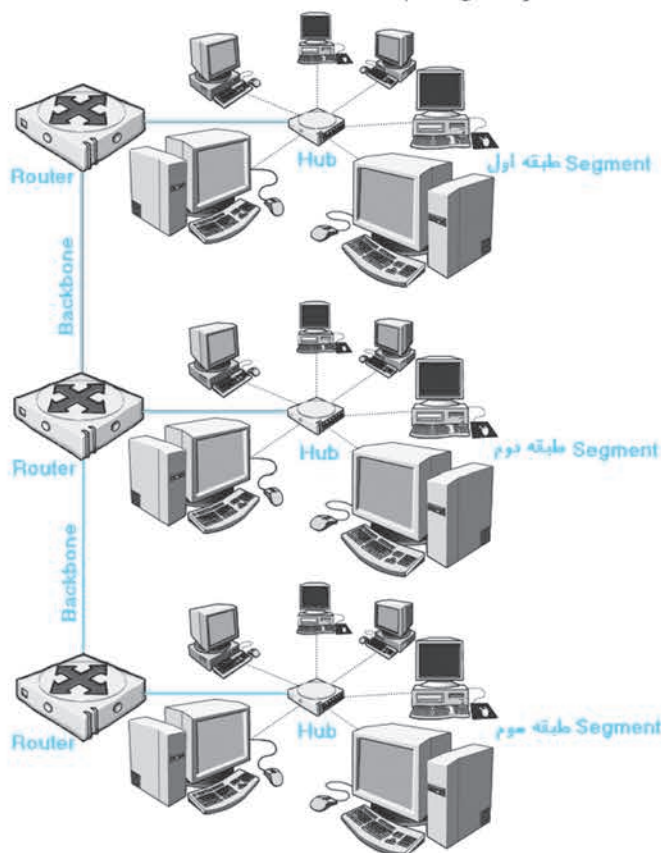 Router
Hub
Segment طبقه اول
Backbone
Router
Hub
Segment طبقه دوم
Backbone
Router
Hub
Segment طبقه سوم